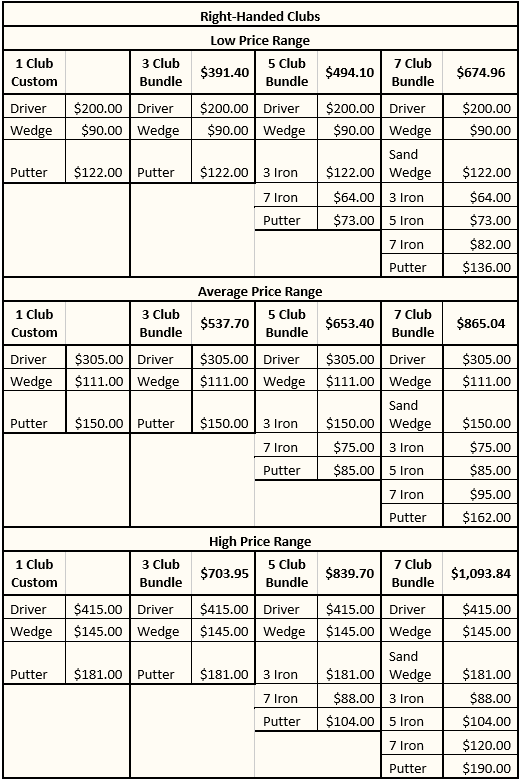 Right-Handed Clubs
Low Price Range
1 Club Custom 3 Club Bundle $391.40 5 Club Bundle $494.10 7 Club Bundle $674.96
Driver $200.00 Driver $200.00 Driver $200.00 Driver $200.00
Wedge $90.00 Wedge $90.00 Wedge $90.00 Wedge $90.00
Putter $122.00 Putter $122.00 3 Iron $122.00 Sand Wedge $122.00
7 Iron $64.00 3 Iron $64.00
Putter $73.00 5 Iron $73.00
7 Iron $82.00
Putter $136.00
Average Price Range
1 Club Custom 3 Club Bundle $537.70 5 Club Bundle $653.40 7 Club Bundle $865.04
Driver $305.00 Driver $305.00 Driver $305.00 Driver $305.00
Wedge $111.00 Wedge $111.00 Wedge $111.00 Wedge $111.00
Putter $150.00 Putter $150.00 3 Iron $150.00 Sand Wedge $150.00
7 Iron $75.00 3 Iron $75.00
Putter $85.00 5 Iron $85.00
7 Iron $95.00
Putter $162.00
High Price Range
1 Club Custom 3 Club Bundle $703.95 5 Club Bundle $839.70 7 Club Bundle $1,093.84
Driver $415.00 Driver $415.00 Driver $415.00 Driver $415.00
Wedge $145.00 Wedge $145.00 Wedge $145.00 Wedge $145.00
Putter $181.00 Putter $181.00 3 Iron $181.00 Sand Wedge $181.00
7 Iron $88.00 3 Iron $88.00
Putter $104.00 5 Iron $104.00
7 Iron $120.00
Putter $190.00